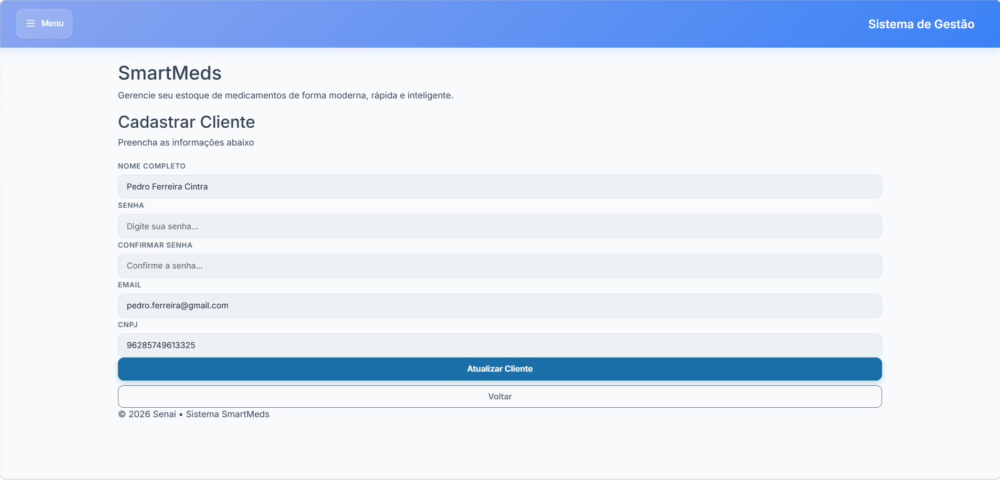 Menu
Sistema de Gestão
SmartMeds
Gerencie seu estoque de medicamentos de forma moderna, rápida e inteligente.
Cadastrar Cliente
Preencha as informações abaixo
NOME COMPLETO
Pedro Ferreira Cintra
SENHA
Digite sua senha...
CONFIRMAR SENHA
Confirme a senha...
EMAIL
pedro.ferreira@gmail.com
CNPJ
96285749613325
Atualizar Cliente
Voltar
© 2026 Senai • Sistema SmartMeds